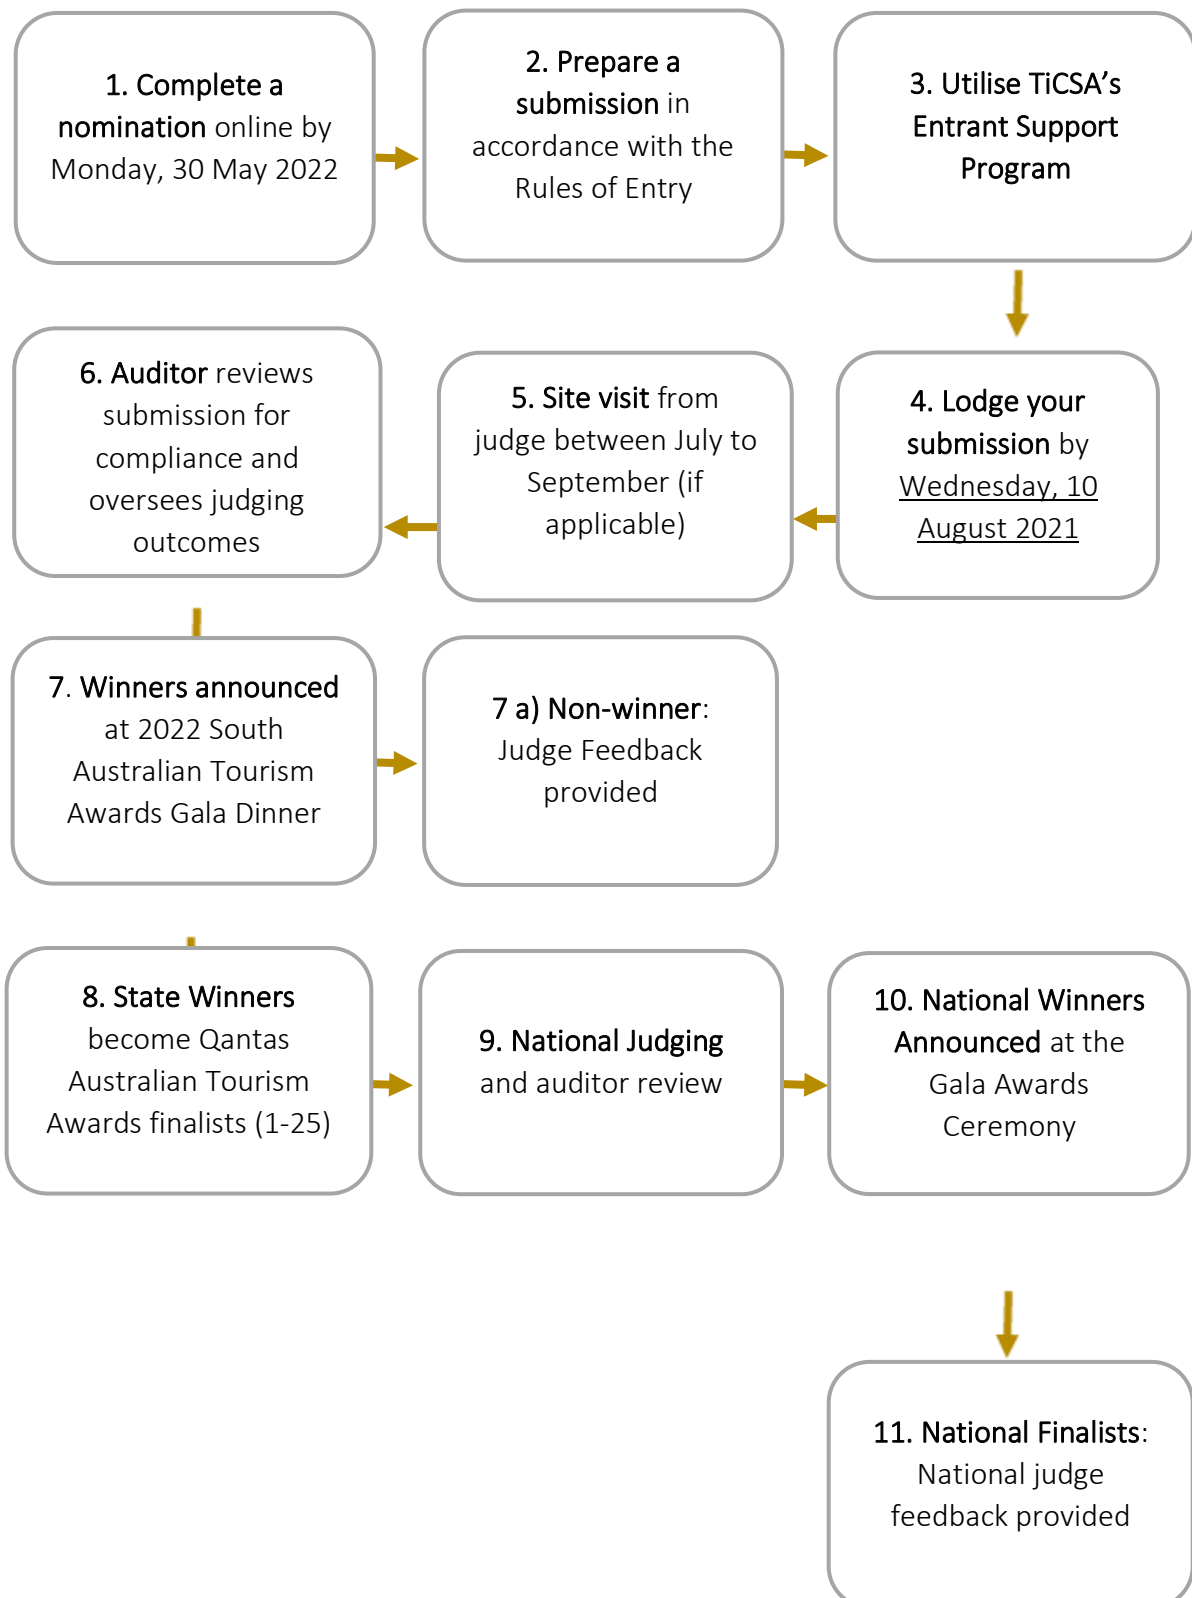 1. Complete a
nomination online by
Monday, 30 May 2022
2. Prepare a
submission in
accordance with the
Rules of Entry
3. Utilise TiCSA’s
Entrant Support
Program
4. Lodge your
submission by
Wednesday, 10
August 2021
5. Site visit from
judge between July to
September (if
applicable)
6. Auditor reviews
submission for
compliance and
oversees judging
outcomes
7. Winners announced
at 2022 South
Australian Tourism
Awards Gala Dinner
7 a) Non-winner:
Judge Feedback
provided
8. State Winners
become Qantas
Australian Tourism
Awards finalists (1-25)
9. National Judging
and auditor review
10. National Winners
Announced at the
Gala Awards
Ceremony
11. National Finalists:
National judge
feedback provided